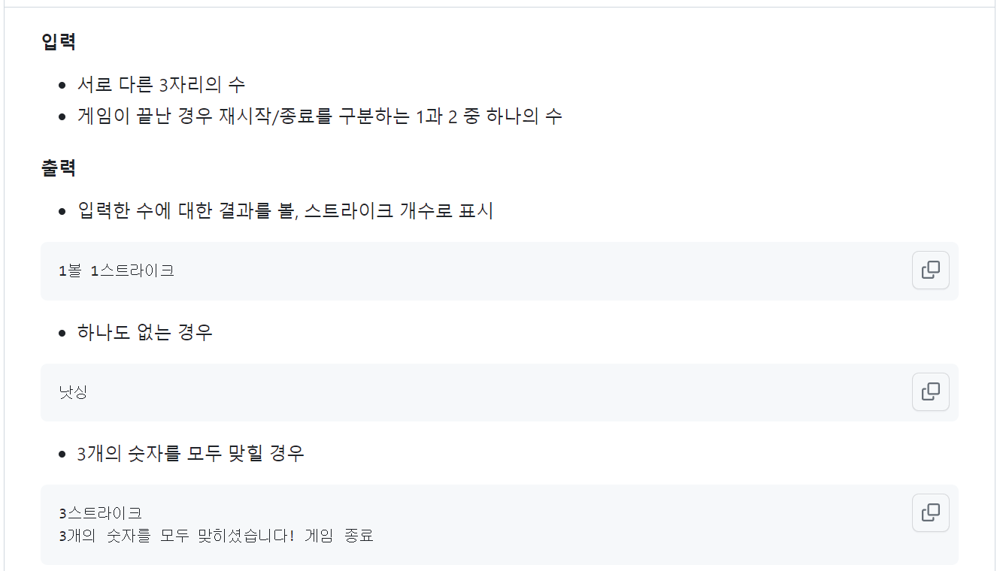 입력
서로 다른 3자리의 수
게임이 끝난 경우 재시작/종료를 구분하는 1과 2 중 하나의 수
출력
입력한 수에 대한 결과를 볼, 스트라이크 개수로 표시
1볼 1스트라이크
하나도 없는 경우
낫싱
3개의 숫자를 모두 맞힐 경우
3스트라이크
3개의 숫자를 모두 맞히셨습니다! 게임 종료